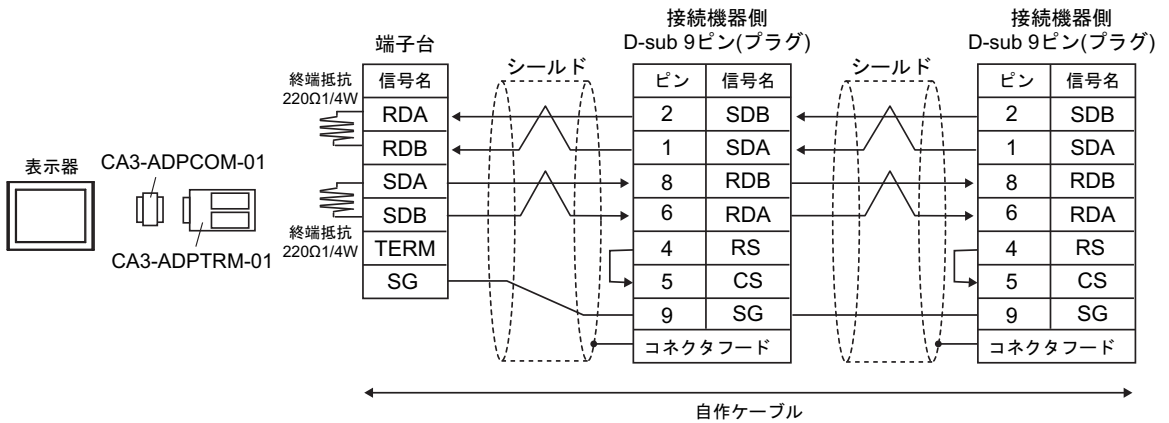 接続機器側
D-sub 9ピン(プラグ)
接続機器側
D-sub 9ピン(プラグ)
端子台
シールド
シールド
終端抵抗
220Ω1/4W
信号名
ピン 信号名
ピン 信号名
RDA
2 SDB
2 SDB
RDB
1 SDA
1 SDA
表示器
CA3-ADPCOM-01
SDA
8 RDB
8 RDB
SDB
6 RDA
6 RDA
終端抵抗
220Ω1/4W
TERM
4 RS
4 RS
CA3-ADPTRM-01
SG
5 CS
5 CS
9 SG
9 SG
コネクタフード
コネクタフード
自作ケーブル